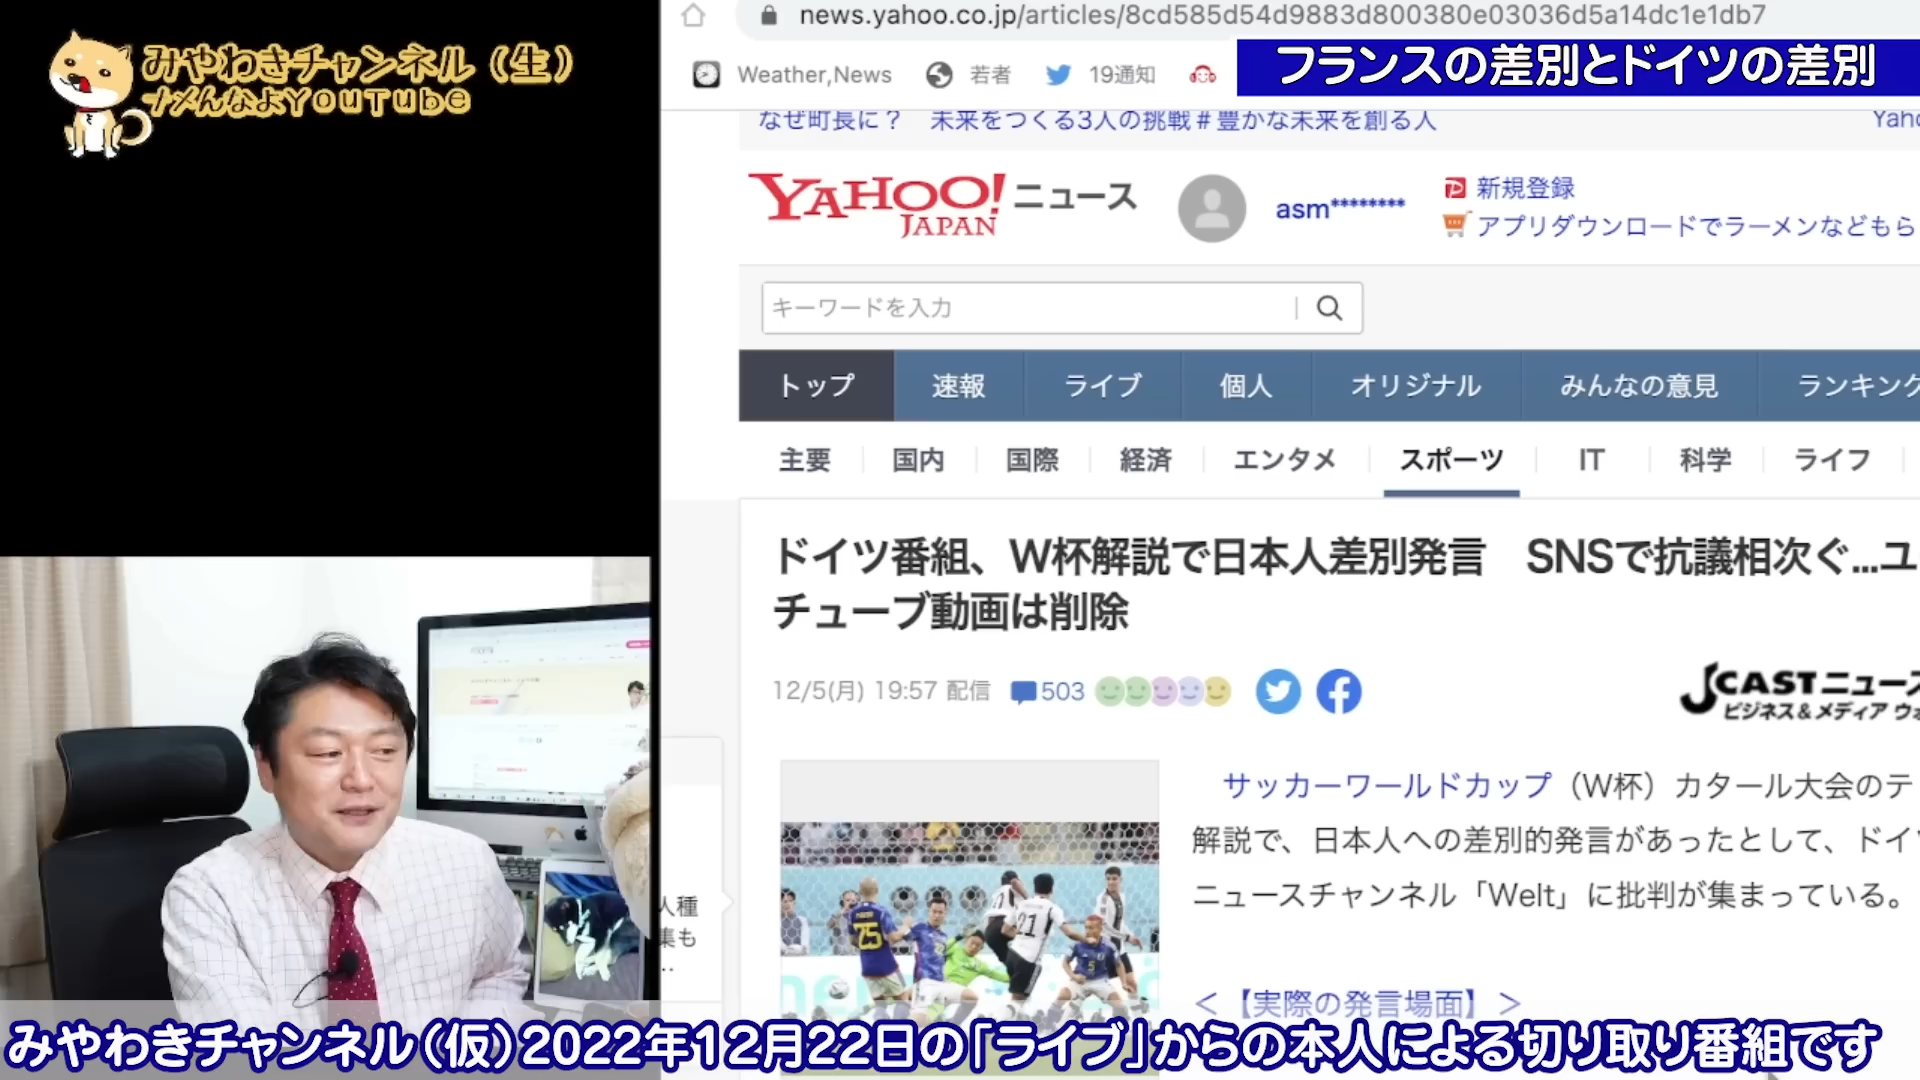 みやわきチャンネル（生）
ナメんなよYouTube
news.yahoo.co.jp/articles/8cd585d54d9883d800380e03036d5a14dc1e1db7
Weather,News
若者
19通知
フランスの差別とドイツの差別
なぜ町長に？　未来をつくる3人の挑戦＃豊かな未来を創る人
YAHOO!
JAPAN
ニュース
asm********
新規登録
アプリダウンロードでラーメンなどもら
キーワードを入力
トップ
速報
ライブ
個人
オリジナル
みんなの意見
ランキング
主要
国内
国際
経済
エンタメ
スポーツ
IT
科学
ライフ
ドイツ番組、W杯解説で日本人差別発言　SNSで抗議相次ぐ...ユ
チューブ動画は削除
12/5(月) 19:57 配信
503
J CASTニュース
ビジネス＆メディア ウォ
サッカーワールドカップ（W杯）カタール大会のテ
解説で、日本人への差別的発言があったとして、ドイツ
ニュースチャンネル「Welt」に批判が集まっている。
＜【実際の発言場面】＞
人種
集も
25
21
5
みやわきチャンネル（仮）2022年12月22日の「ライブ」からの本人による切り取り番組です